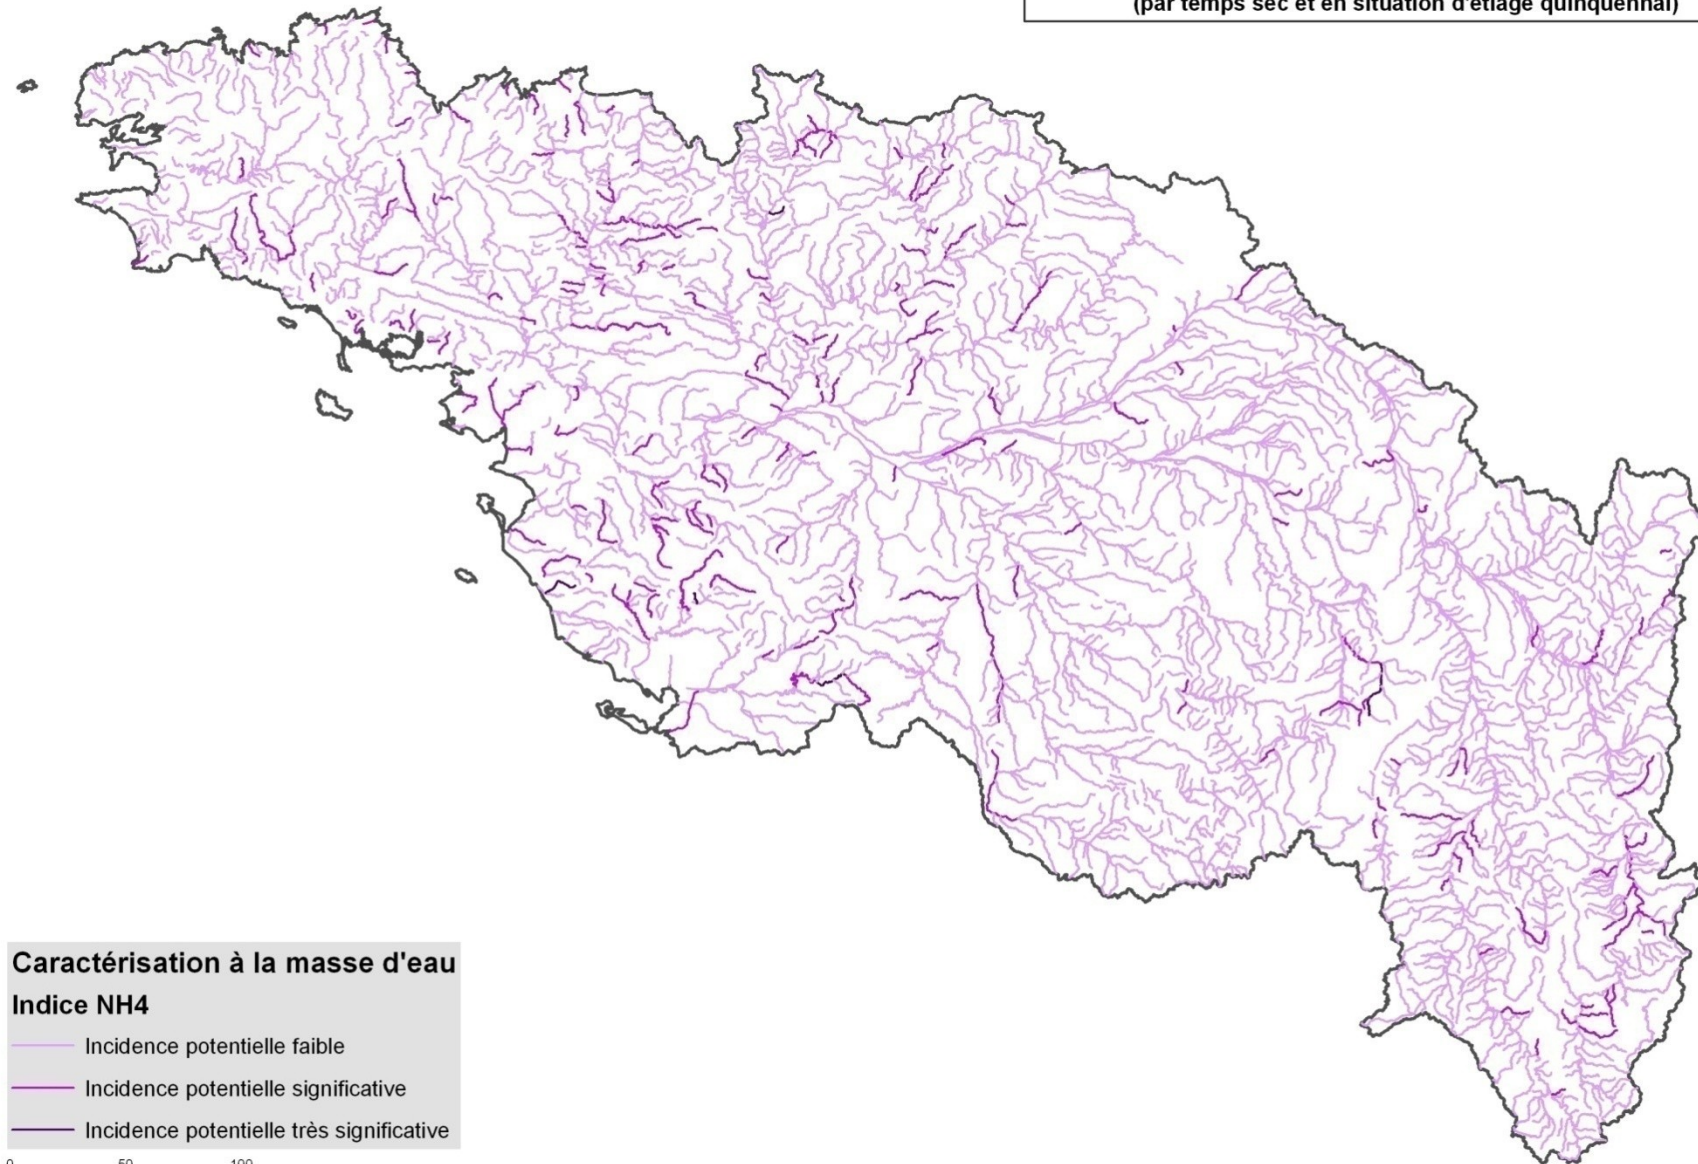 (par temps sec et en situation d'étiage quinquennal)
Caractérisation à la masse d'eau
Indice NH4
Incidence potentielle faible
Incidence potentielle significative
Incidence potentielle très significative
0 50 100